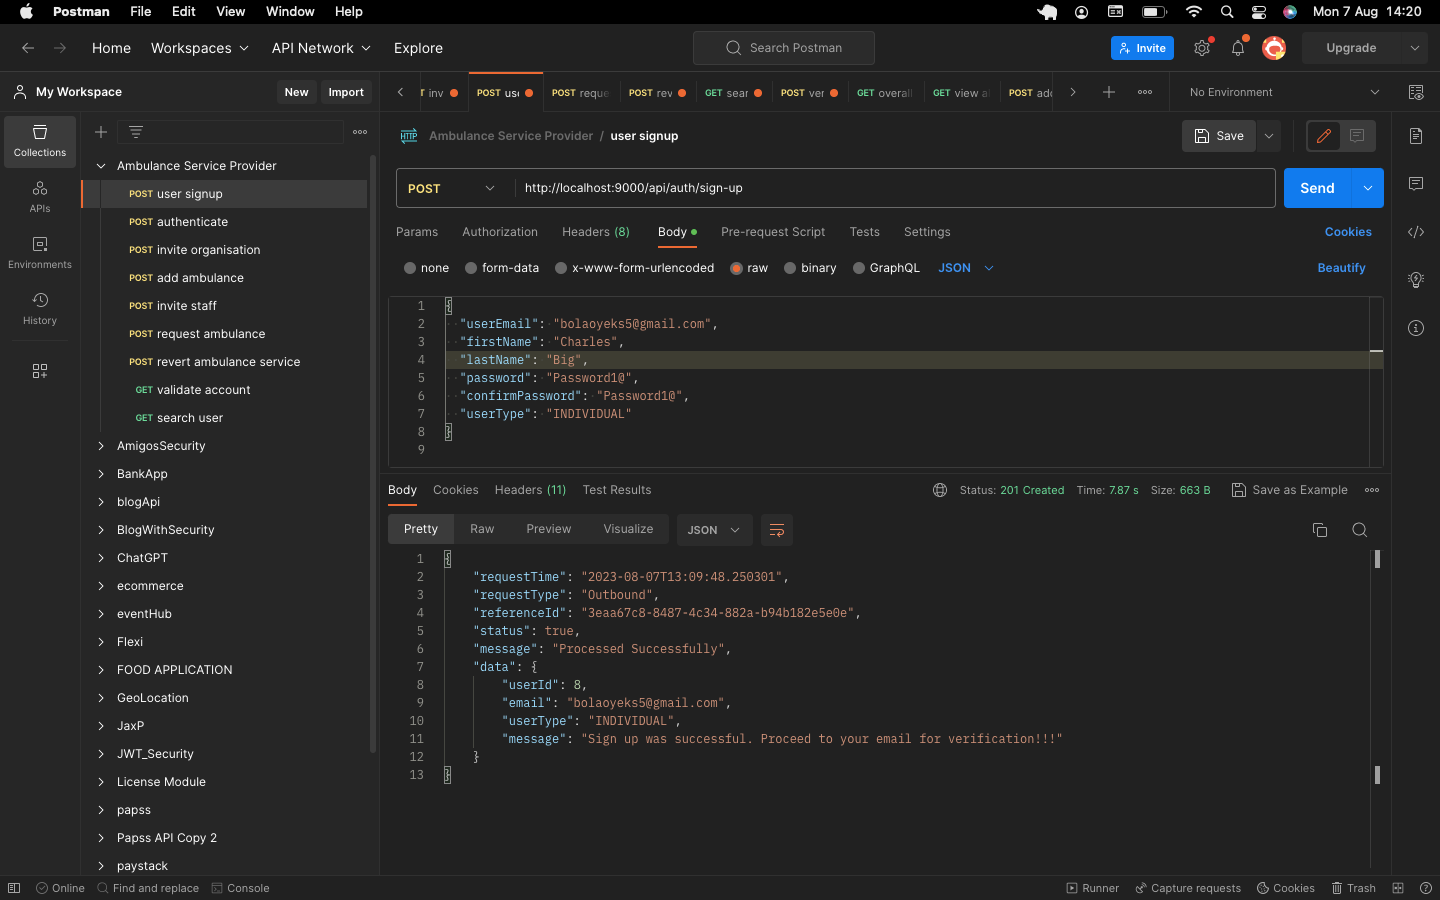 Postman File Edit View Window Help Mon 7 Aug 14:20
Home Workspaces API Network Explore Search Postman Invite Upgrade
My Workspace New Import
inv POST use POST reque POST rev GET sear POST ver GET overall GET view a POST add No Environment
Collections
APIs
Environments
History
Ambulance Service Provider
POST user signup
POST authenticate
POST invite organisation
POST add ambulance
POST invite staff
POST request ambulance
POST revert ambulance service
GET validate account
GET search user
AmigosSecurity
BankApp
blogApi
BlogWithSecurity
ChatGPT
ecommerce
eventHub
Flexi
FOOD APPLICATION
GeoLocation
JaxP
JWT_Security
License Module
papss
Papss API Copy 2
paystack
HTTP Ambulance Service Provider / user signup Save
POST http://localhost:9000/api/auth/sign-up Send
Params Authorization Headers (8) Body Pre-request Script Tests Settings Cookies
none form-data x-www-form-urlencoded raw binary GraphQL JSON Beautify
1 {
2 "userEmail": "bolaoyeks5@gmail.com",
3 "firstName": "Charles",
4 "lastName": "Big",
5 "password": "Password1@",
6 "confirmPassword": "Password1@",
7 "userType": "INDIVIDUAL"
8 }
9
Body Cookies Headers (11) Test Results Status: 201 Created Time: 7.87 s Size: 663 B Save as Example
Pretty Raw Preview Visualize JSON
1 {
2 "requestTime": "2023-08-07T13:09:48.250301",
3 "requestType": "Outbound",
4 "referenceId": "3eaa67c8-8487-4c34-882a-b94b182e5e0e",
5 "status": true,
6 "message": "Processed Successfully",
7 "data": {
8 "userId": 8,
9 "email": "bolaoyeks5@gmail.com",
10 "userType": "INDIVIDUAL",
11 "message": "Sign up was successful. Proceed to your email for verification!!!"
12 }
13 }
Online Find and replace Console Runner Capture requests Cookies Trash